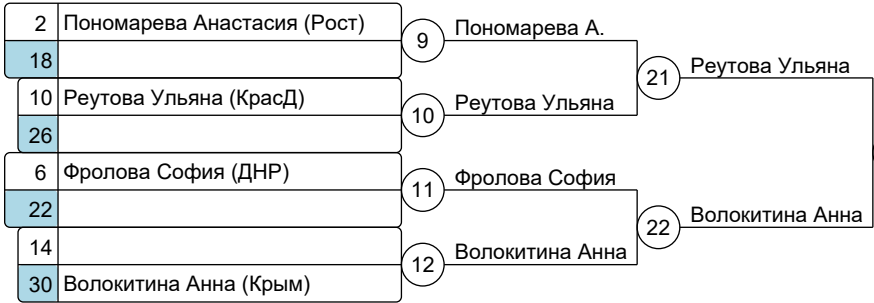 2 Пономарева Анастасия (Рост)
18
9 Пономарева А.
10 Реутова Ульяна (КрасД)
26
10 Реутова Ульяна
21 Реутова Ульяна
6 Фролова София (ДНР)
22
11 Фролова София
14
30 Волокитина Анна (Крым)
12 Волокитина Анна
22 Волокитина Анна